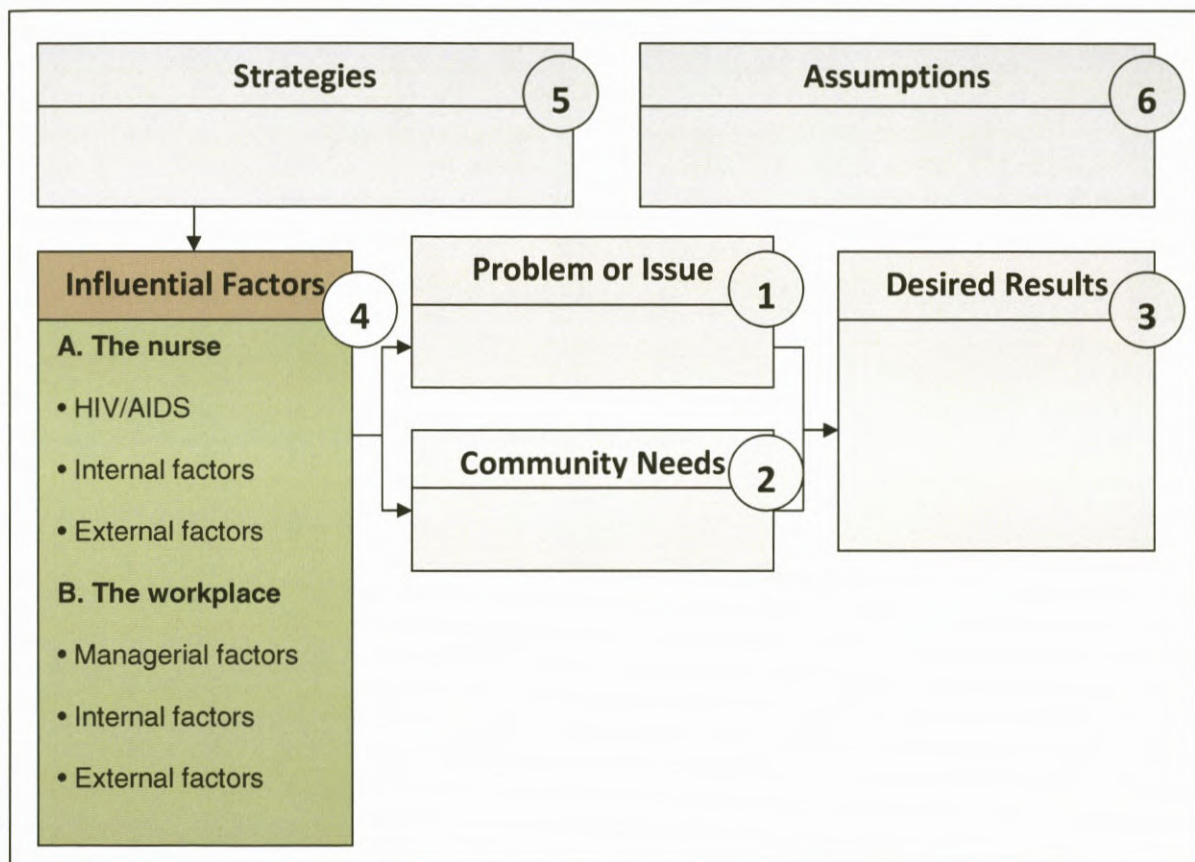 Strategies
5
Assumptions
6
Influential Factors
4
A. The nurse
• HIV/AIDS
• Internal factors
• External factors
B. The workplace
• Managerial factors
• Internal factors
• External factors
Problem or Issue
1
Community Needs
2
Desired Results
3